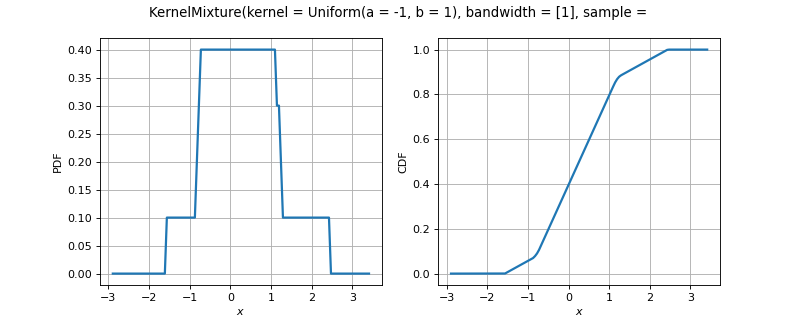 KernelMixture(kernel = Uniform(a = -1, b = 1), bandwidth = [1], sample =
0.40
0.35
0.30
0.25
0.20
0.15
0.10
0.05
0.00
PDF
−3 −2 −1 0 1 2 3
x
1.0
0.8
0.6
0.4
0.2
0.0
CDF
−3 −2 −1 0 1 2 3
x